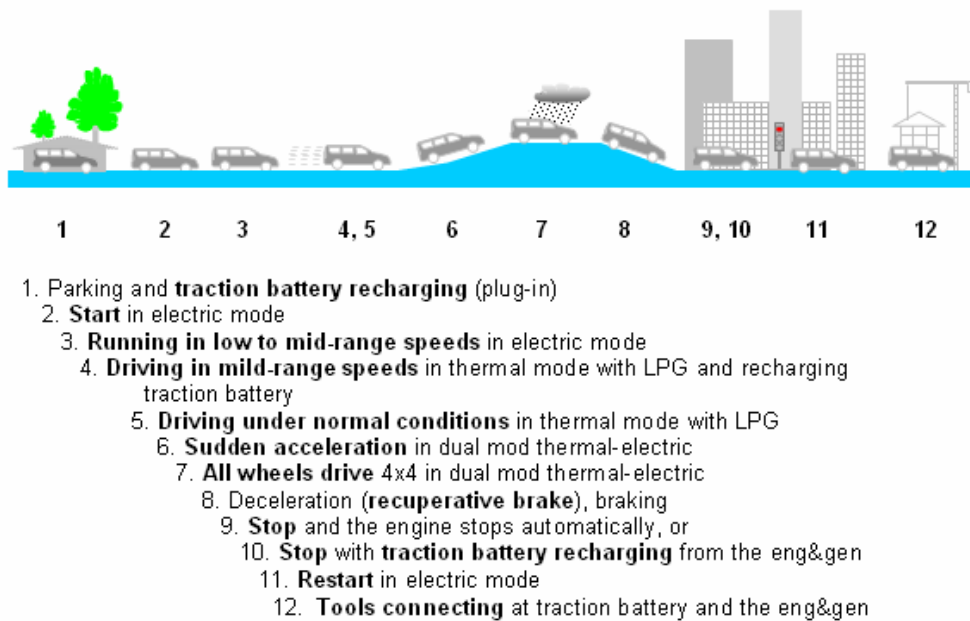 1 2 3 4, 5 6 7 8 9, 10 11 12
1. Parking and traction battery recharging (plug-in)
2. Start in electric mode
3. Running in low to mid-range speeds in electric mode
4. Driving in mild-range speeds in thermal mode with LPG and recharging
traction battery
5. Driving under normal conditions in thermal mode with LPG
6. Sudden acceleration in dual mod thermal-electric
7. All wheels drive 4x4 in dual mod thermal-electric
8. Deceleration (recuperative brake), braking
9. Stop and the engine stops automatically, or
10. Stop with traction battery recharging from the eng&gen
11. Restart in electric mode
12. Tools connecting at traction battery and the eng&gen